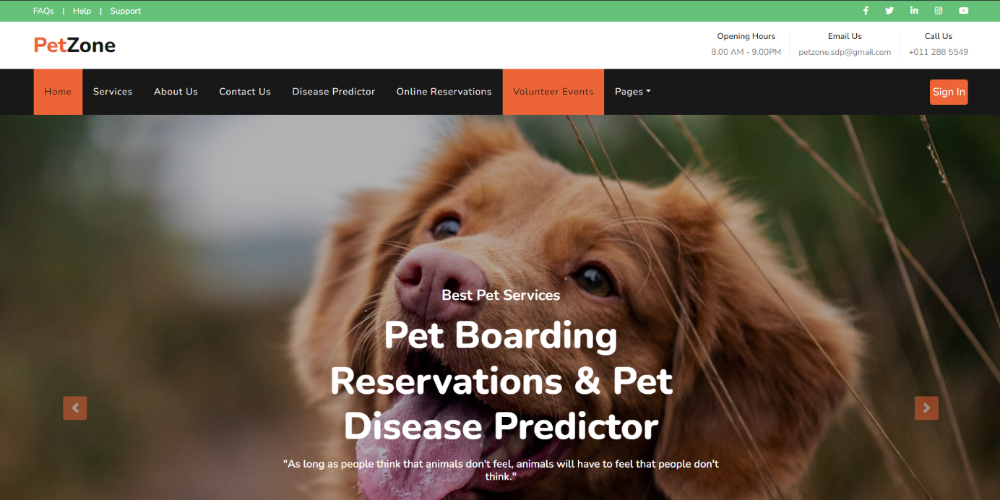 FAQs | Help | Support
PetZone
Opening Hours
8.00 AM - 9.00PM
Email Us
petzone.sdp@gmail.com
Call Us
+011 288 5549
Home Services About Us Contact Us Disease Predictor Online Reservations Volunteer Events Pages Sign In
Best Pet Services
Pet Boarding
Reservations & Pet
Disease Predictor
"As long as people think that animals don't feel, animals will have to feel that people don't
think."